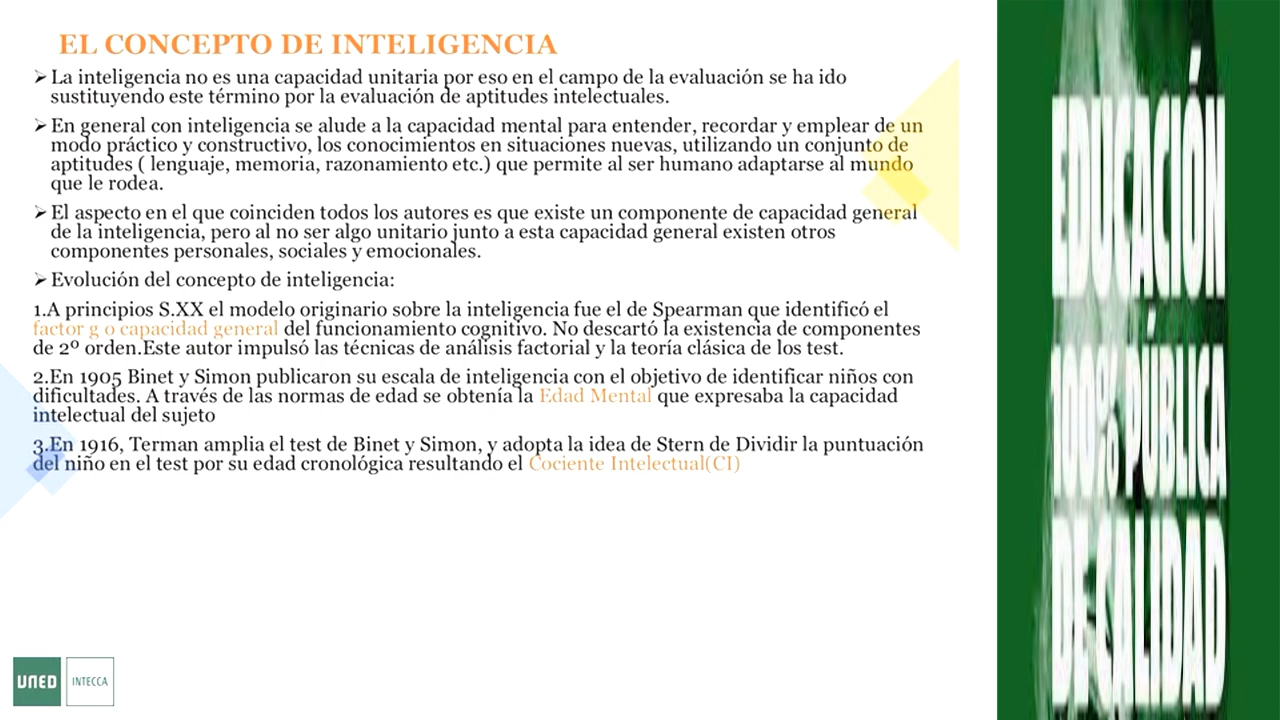 EL CONCEPTO DE INTELIGENCIA
➢La inteligencia no es una capacidad unitaria por eso en el campo de la evaluación se ha ido
sustituyendo este término por la evaluación de aptitudes intelectuales.
➢En general con inteligencia se alude a la capacidad mental para entender, recordar y emplear de un
modo práctico y constructivo, los conocimientos en situaciones nuevas, utilizando un conjunto de
aptitudes ( lenguaje, memoria, razonamiento etc.) que permite al ser humano adaptarse al mundo
que le rodea.
➢El aspecto en el que coinciden todos los autores es que existe un componente de capacidad general
de la inteligencia, pero al no ser algo unitario junto a esta capacidad general existen otros
componentes personales, sociales y emocionales.
➢Evolución del concepto de inteligencia:
1.A principios S.XX el modelo originario sobre la inteligencia fue el de Spearman que identificó el
factor g o capacidad general del funcionamiento cognitivo. No descartó la existencia de componentes
de 2º orden.Este autor impulsó las técnicas de análisis factorial y la teoría clásica de los test.
2.En 1905 Binet y Simon publicaron su escala de inteligencia con el objetivo de identificar niños con
dificultades. A través de las normas de edad se obtenía la Edad Mental que expresaba la capacidad
intelectual del sujeto
3.En 1916, Terman amplia el test de Binet y Simon, y adopta la idea de Stern de Dividir la puntuación
del niño en el test por su edad cronológica resultando el Cociente Intelectual(CI)
UNED
INTECCA
EDUCACIÓN
100% PÚBLICA
DE CALIDAD